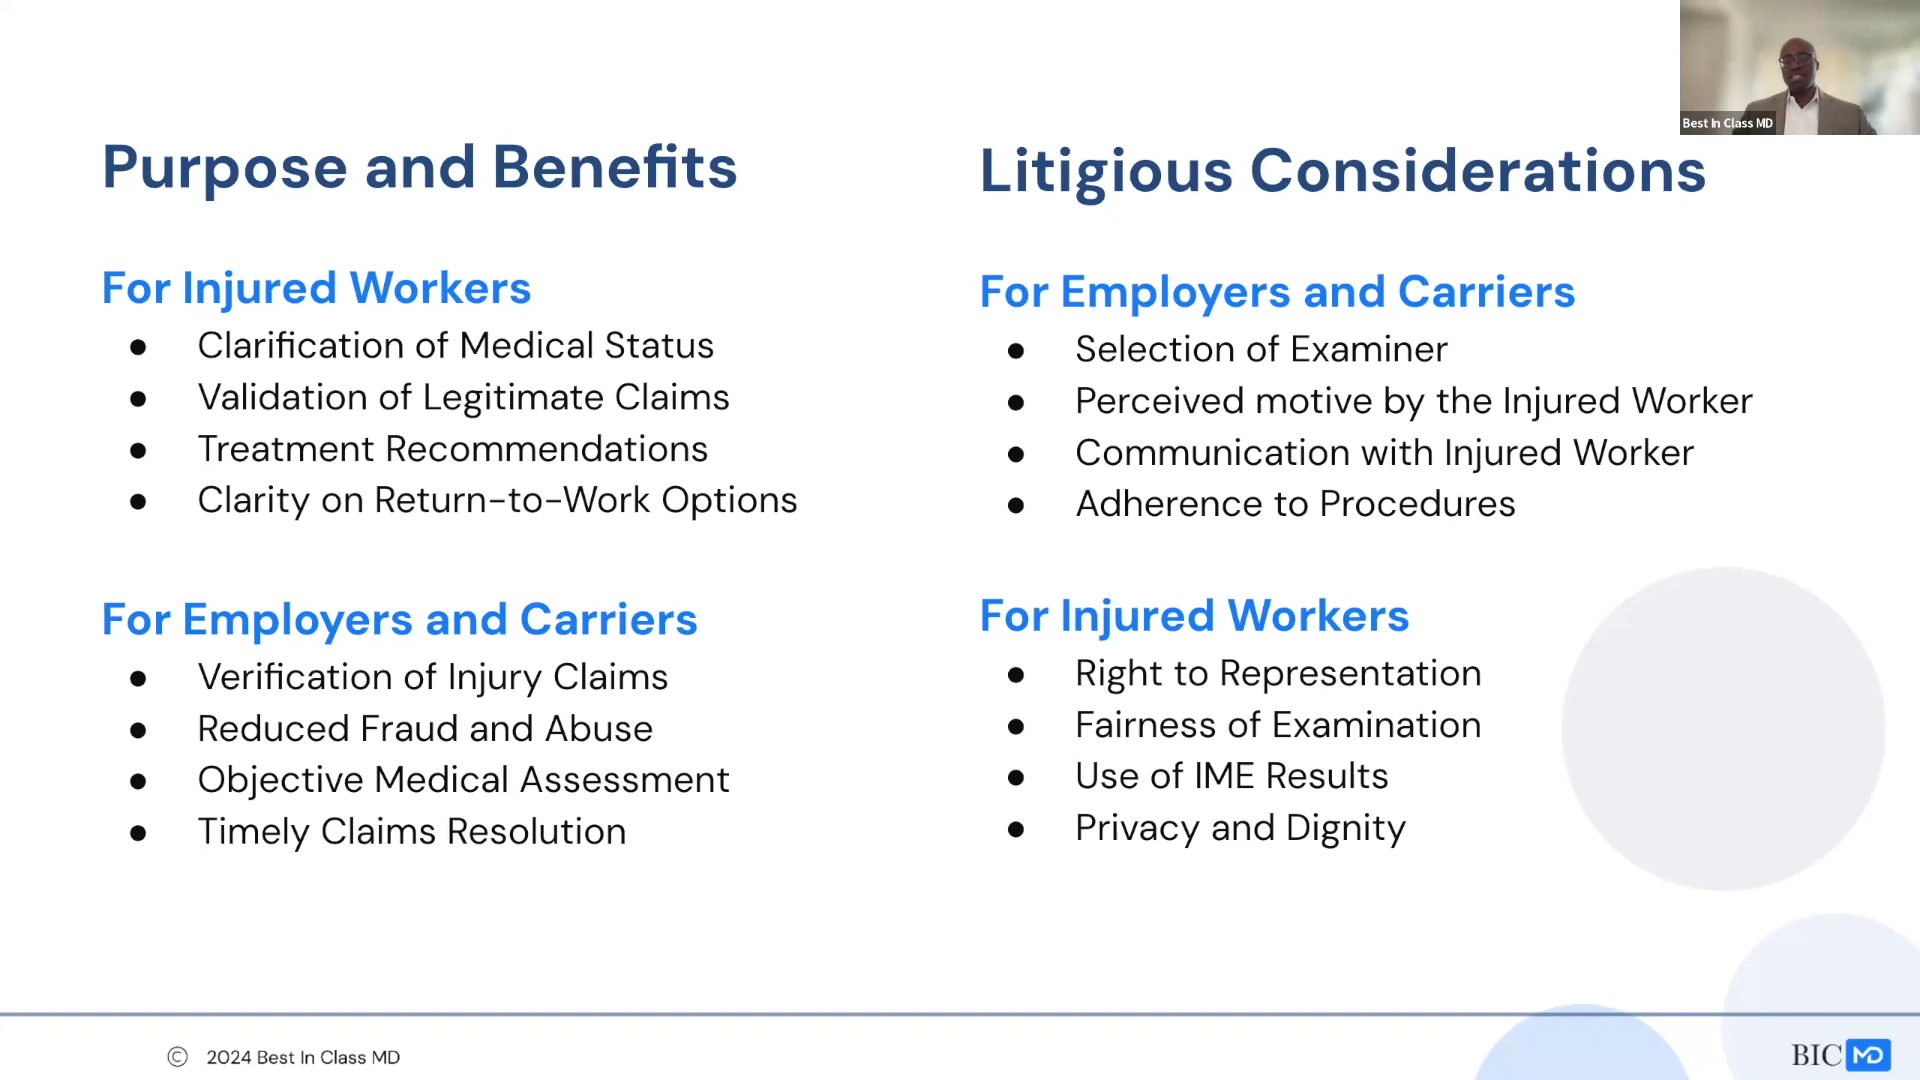 Best In Class MD
Purpose and Benefits
For Injured Workers
● Clarification of Medical Status
● Validation of Legitimate Claims
● Treatment Recommendations
● Clarity on Return-to-Work Options
For Employers and Carriers
● Verification of Injury Claims
● Reduced Fraud and Abuse
● Objective Medical Assessment
● Timely Claims Resolution
Litigious Considerations
For Employers and Carriers
● Selection of Examiner
● Perceived motive by the Injured Worker
● Communication with Injured Worker
● Adherence to Procedures
For Injured Workers
● Right to Representation
● Fairness of Examination
● Use of IME Results
● Privacy and Dignity
© 2024 Best In Class MD
BIC MD